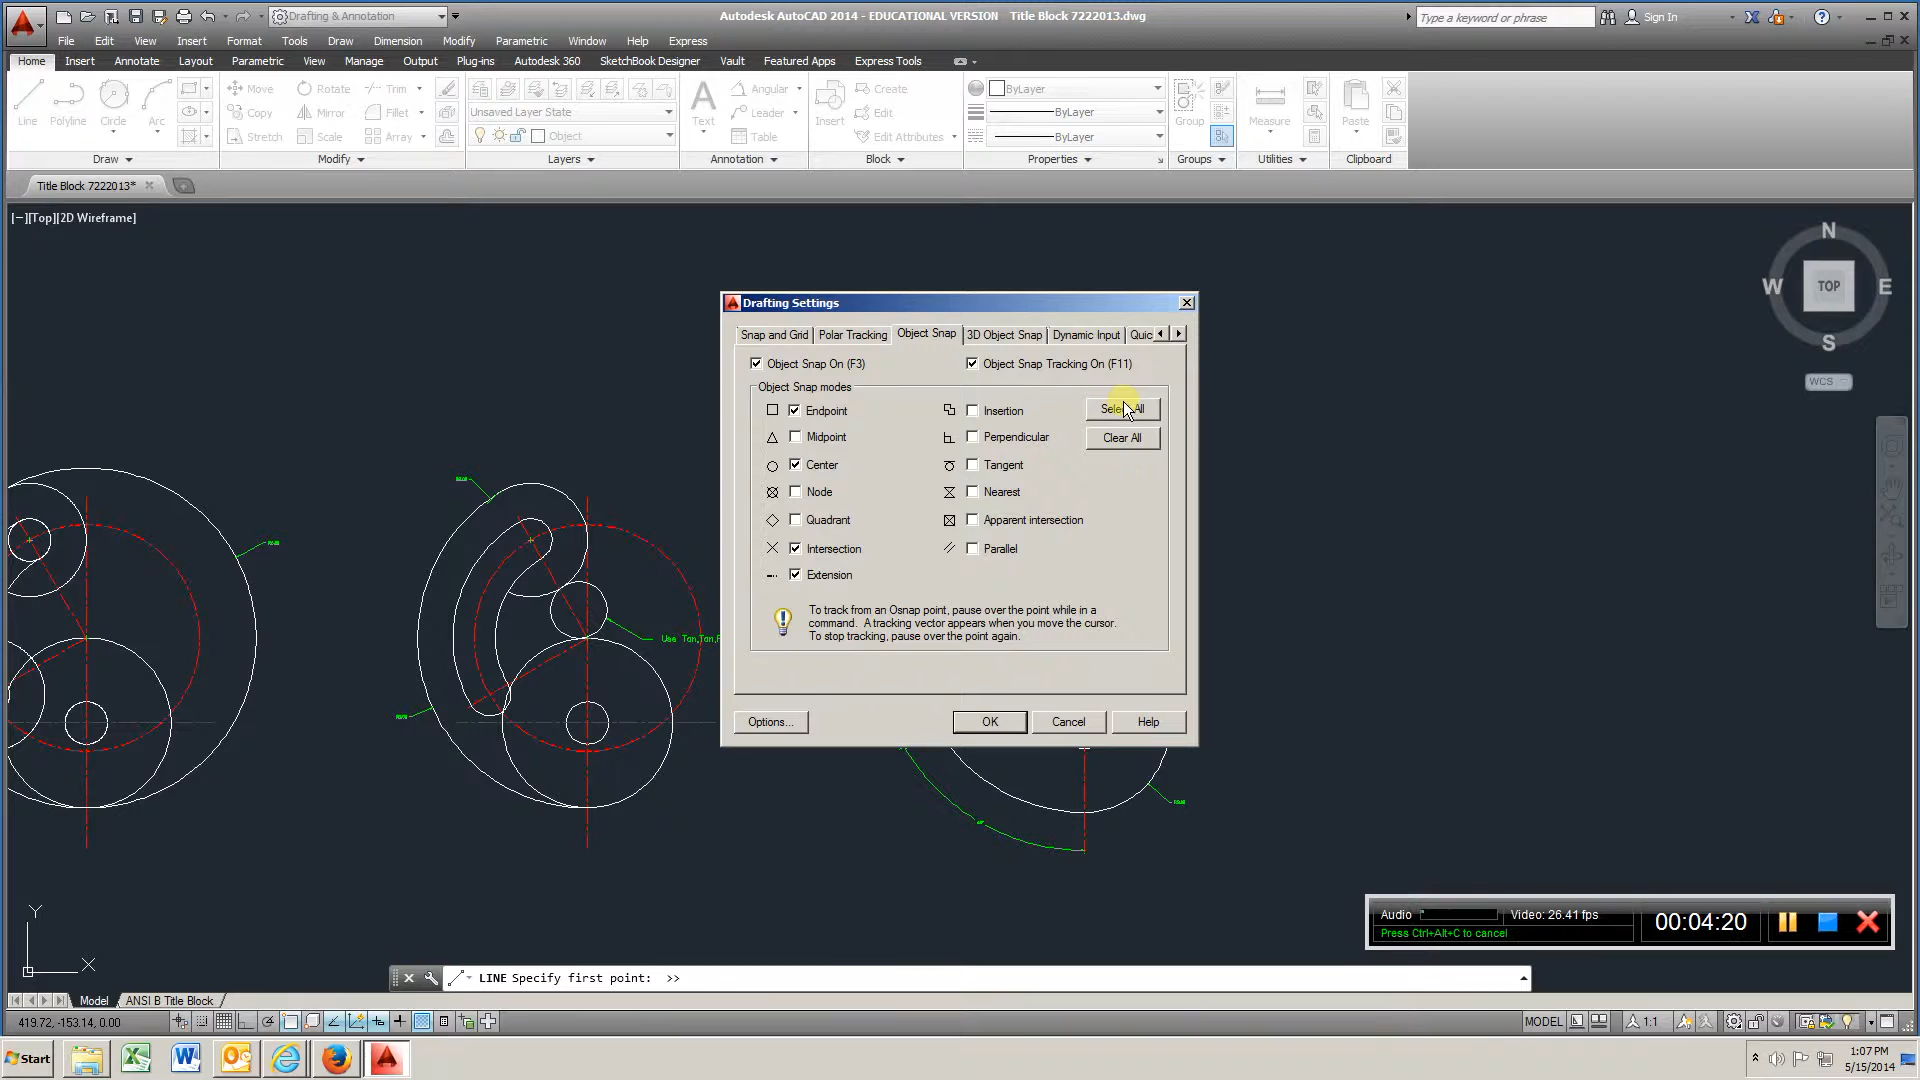 Drafting & Annotation
Autodesk AutoCAD 2014 - EDUCATIONAL VERSION Title Block 7222013.dwg
Type a keyword or phrase
Sign In
File Edit View Insert Format Tools Draw Dimension Modify Parametric Window Help Express
Home Insert Annotate Layout Parametric View Manage Output Plug-ins Autodesk 360 SketchBook Designer Vault Featured Apps Express Tools
Line Polyline Circle Arc
Move Rotate Trim
Copy Mirror Fillet
Stretch Scale Array
Unsaved Layer State
Object
Text
Angular
Leader
Table
Insert
Create
Edit
Edit Attributes
ByLayer
ByLayer
ByLayer
Group
Measure
Paste
Draw Modify Layers Annotation Block Properties Groups Utilities Clipboard
Title Block 7222013*
[−][Top][2D Wireframe]
N
W TOP E
S
WCS
Drafting Settings
Snap and Grid Polar Tracking Object Snap 3D Object Snap Dynamic Input Quic
Object Snap On (F3) Object Snap Tracking On (F11)
Object Snap modes
Endpoint Insertion Select All
Midpoint Perpendicular Clear All
Center Tangent
Node Nearest
Quadrant Apparent intersection
Intersection Parallel
Extension
To track from an Osnap point, pause over the point while in a
command. A tracking vector appears when you move the cursor.
To stop tracking, pause over the point again.
Options... OK Cancel Help
Use Tan,Tan,
Y
X
Audio Video: 26.41 fps
Press Ctrl+Alt+C to cancel
00:04:20
LINE Specify first point: >>
Model ANSI B Title Block
419.72, -153.14, 0.00
MODEL 1:1
Start
1:07 PM
5/15/2014